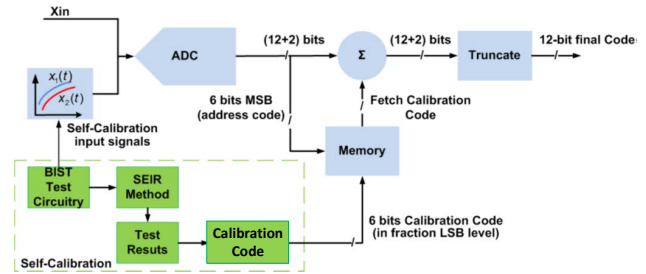 Xin
ADC
(12+2) bits
Σ
(12+2) bits
Truncate
12-bit final Code
x₁(t)
x₂(t)
6 bits MSB
(address code)
Fetch Calibration
Code
Self-Calibration
input signals
Memory
BIST
Test
Circuitry
SEIR
Method
Test
Resuts
Calibration
Code
6 bits Calibration Code
(in fraction LSB level)
Self-Calibration